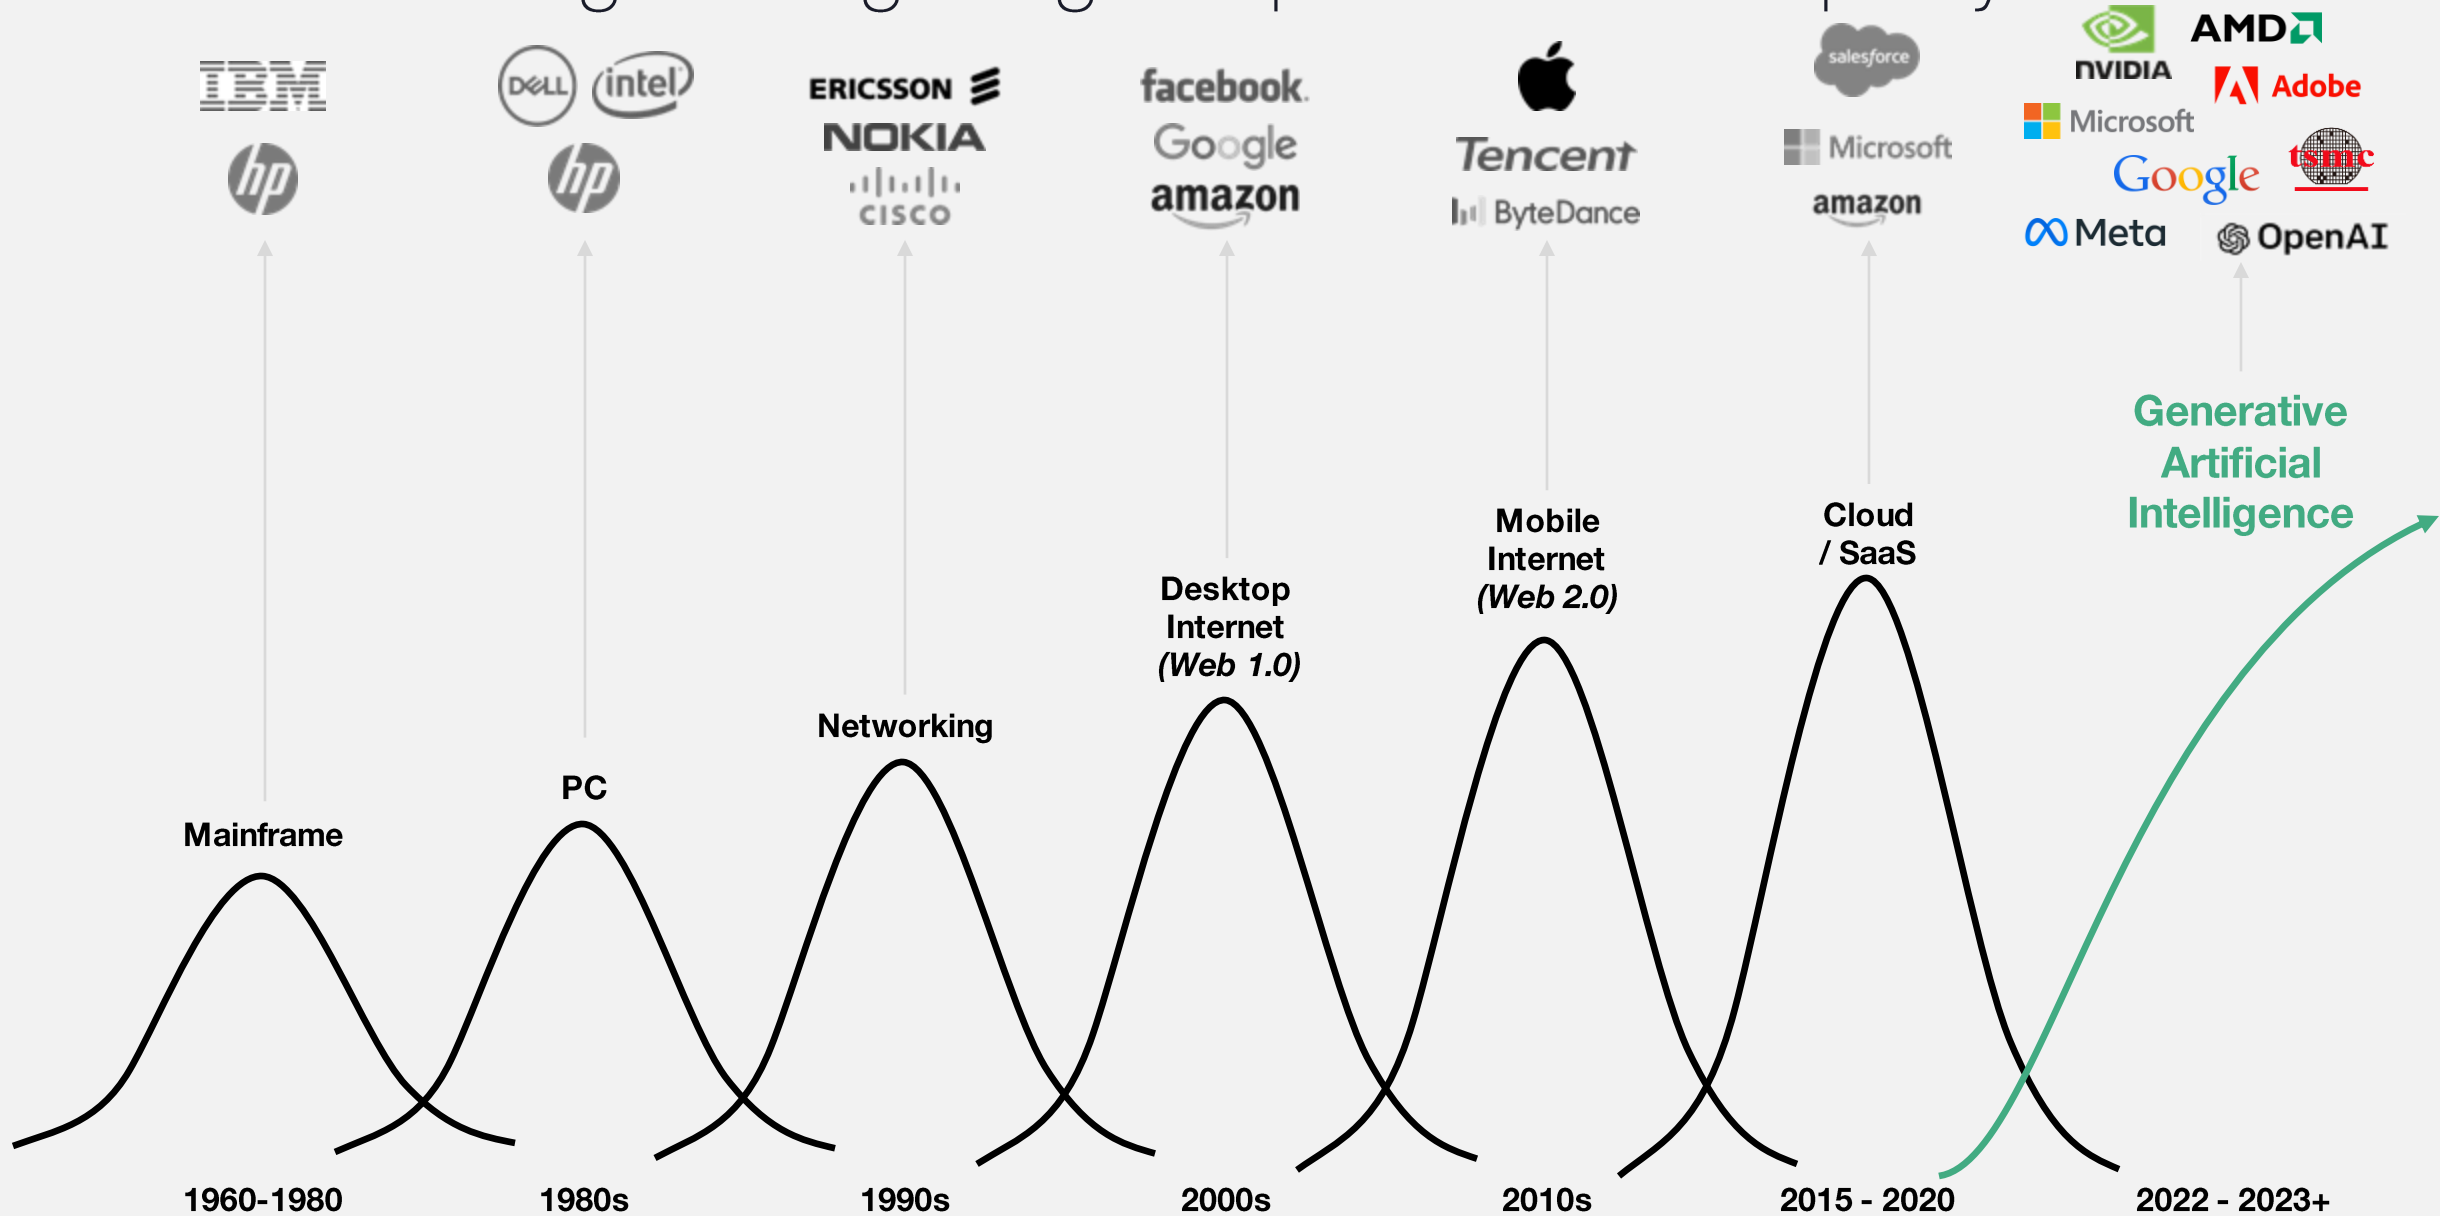 IBM
hp
DELL
intel
hp
ERICSSON
NOKIA
CISCO
facebook.
Google
amazon
Tencent
ByteDance
salesforce
Microsoft
amazon
NVIDIA
AMD
Adobe
Microsoft
Google
tsmc
Meta
OpenAI
Mainframe
PC
Networking
Desktop
Internet
(Web 1.0)
Mobile
Internet
(Web 2.0)
Cloud
/ SaaS
Generative
Artificial
Intelligence
1960-1980
1980s
1990s
2000s
2010s
2015 - 2020
2022 - 2023+